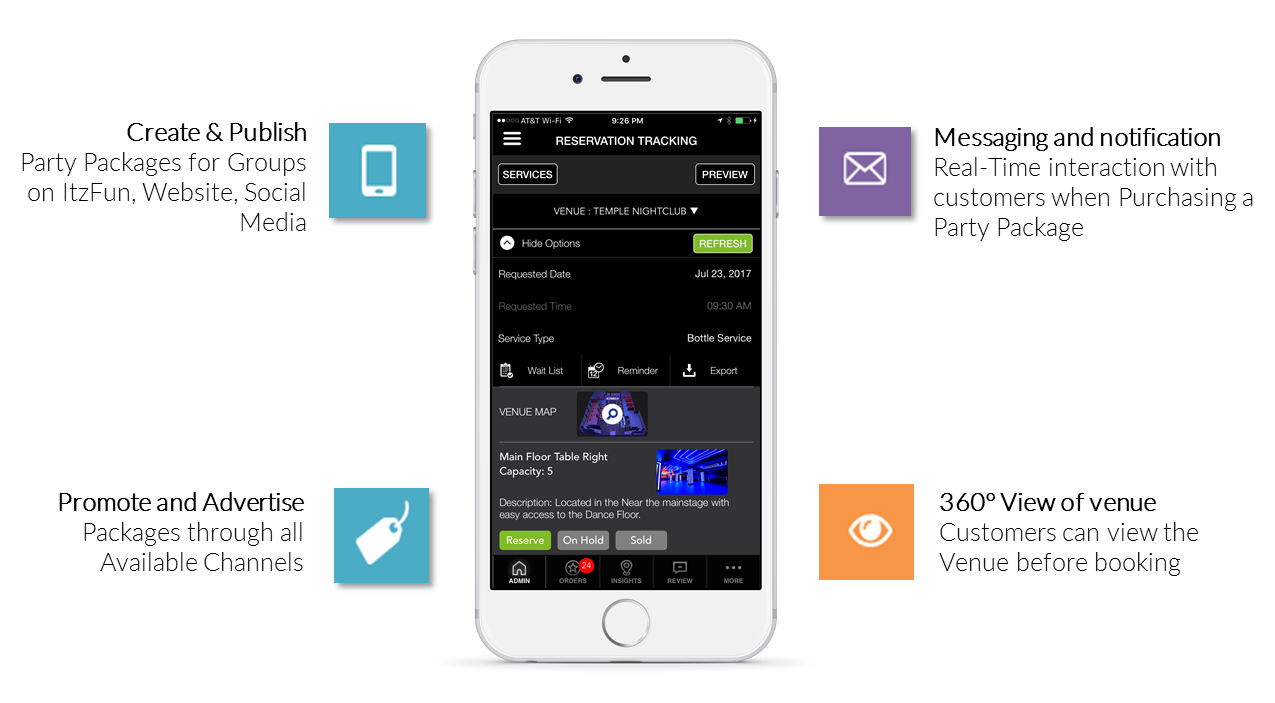 Create & Publish
Party Packages for Groups
on ItzFun, Website, Social
Media
Promote and Advertise
Packages through all
Available Channels
AT&T Wi-Fi 9:26 PM
RESERVATION TRACKING
SERVICES PREVIEW
VENUE : TEMPLE NIGHTCLUB ▼
Hide Options REFRESH
Requested Date Jul 23, 2017
Requested Time 09:30 AM
Service Type Bottle Service
Wait List 12 Reminder Export
VENUE MAP
Main Floor Table Right
Capacity: 5
Description: Located in the Near the mainstage with
easy access to the Dance Floor.
Reserve On Hold Sold
24
ADMIN ORDERS INSIGHTS REVIEW MORE
Messaging and notification
Real-Time interaction with
customers when Purchasing a
Party Package
360° View of venue
Customers can view the
Venue before booking